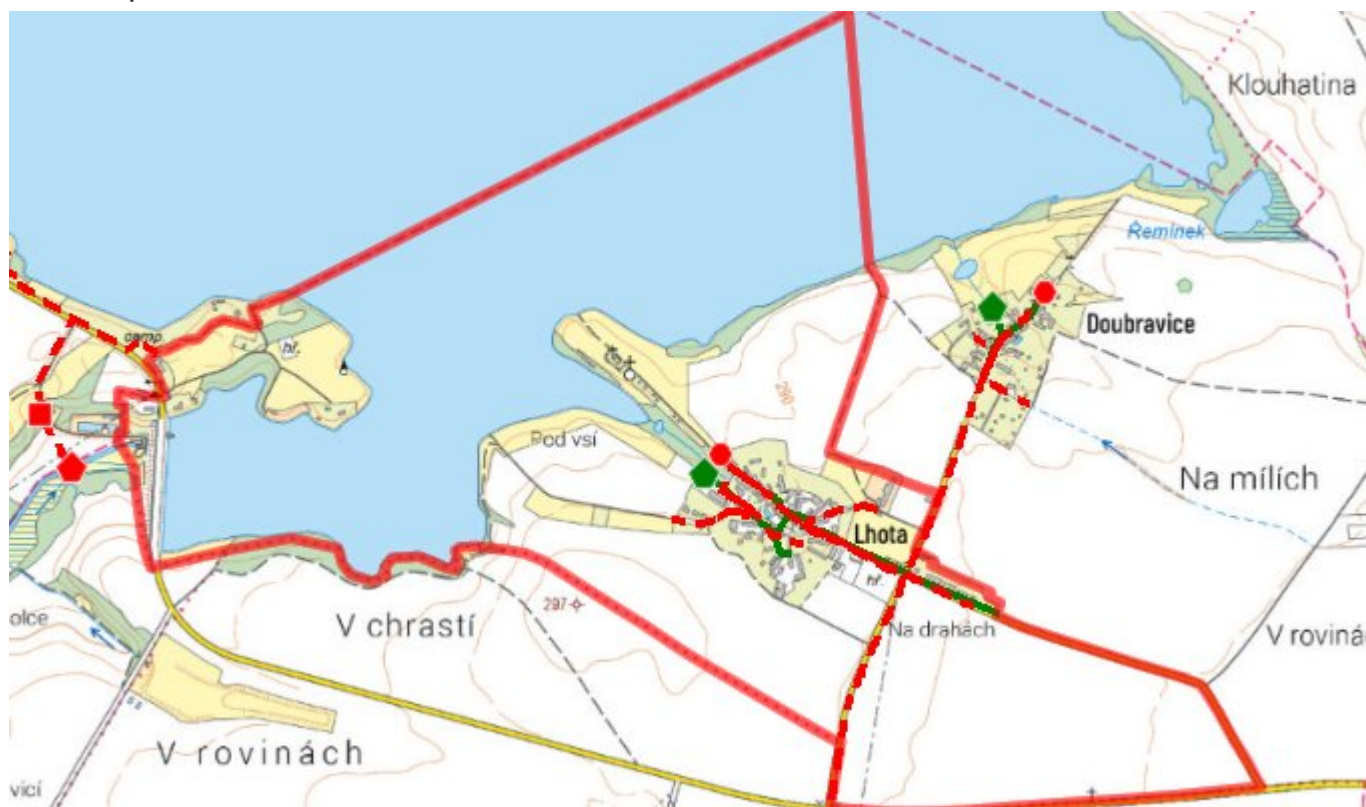 Klouhatina
Řemínek
Doubravice
camp
hř.
290
Pod vsí
Na mílích
Lhota
hř.
297
V chrastí
Na drahách
olce
V roviná
V rovinách
vicí